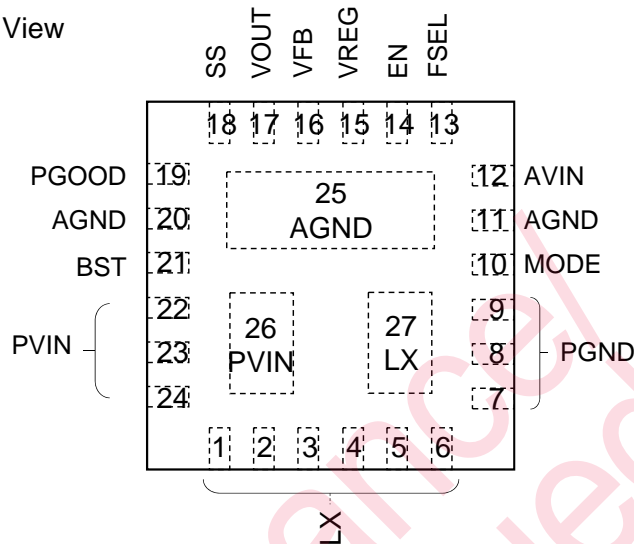 View
SS
VOUT
VFB
VREG
EN
FSEL
18 17 16 15 14 13
PGOOD 19
12 AVIN
25
AGND
AGND 20
11 AGND
BST 21
10 MODE
22
9
PVIN
26
PVIN
27
LX
23
8
PGND
24
7
1 2 3 4 5 6
LX